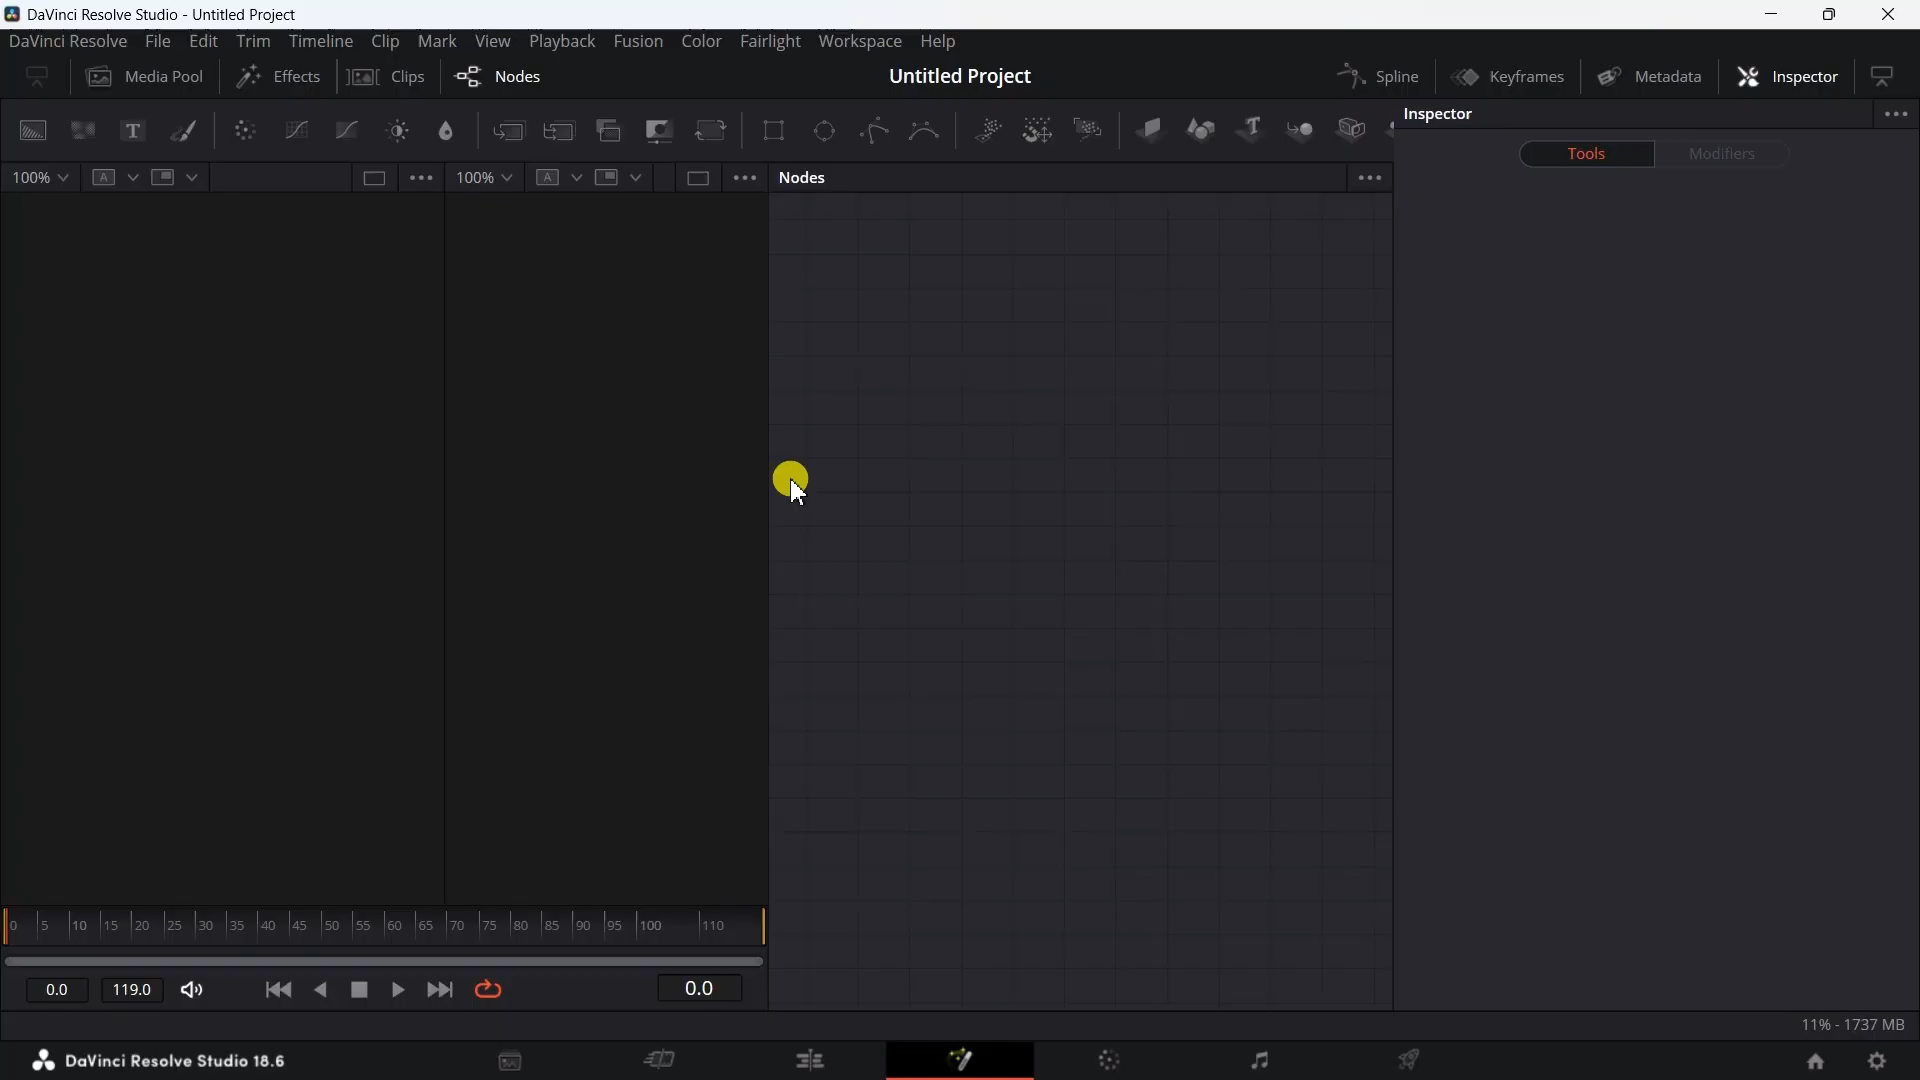 DaVinci Resolve Studio - Untitled Project
DaVinci Resolve File Edit Trim Timeline Clip Mark View Playback Fusion Color Fairlight Workspace Help
Media Pool Effects Clips Nodes Untitled Project Spline Keyframes Metadata Inspector
Inspector
Tools Modifiers
100% A 100% A Nodes
0 5 10 15 20 25 30 35 40 45 50 55 60 65 70 75 80 85 90 95 100 110
0.0 119.0 0.0
11% - 1737 MB
DaVinci Resolve Studio 18.6